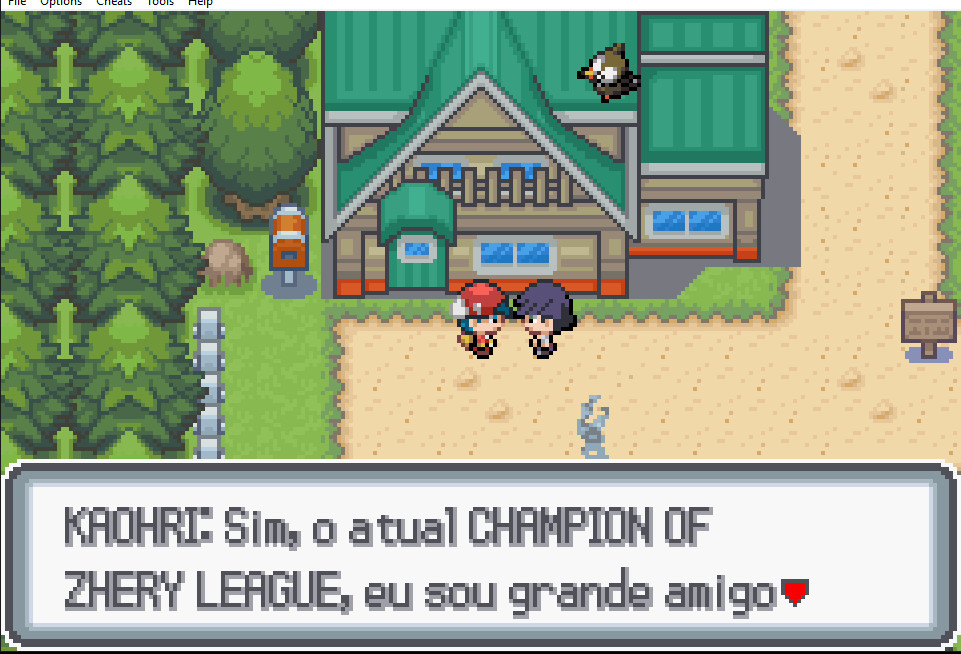 File Options Cheats Tools Help
KAOHRI: Sim, o atual CHAMPION OF
ZHERY LEAGUE, eu sou grande amigo